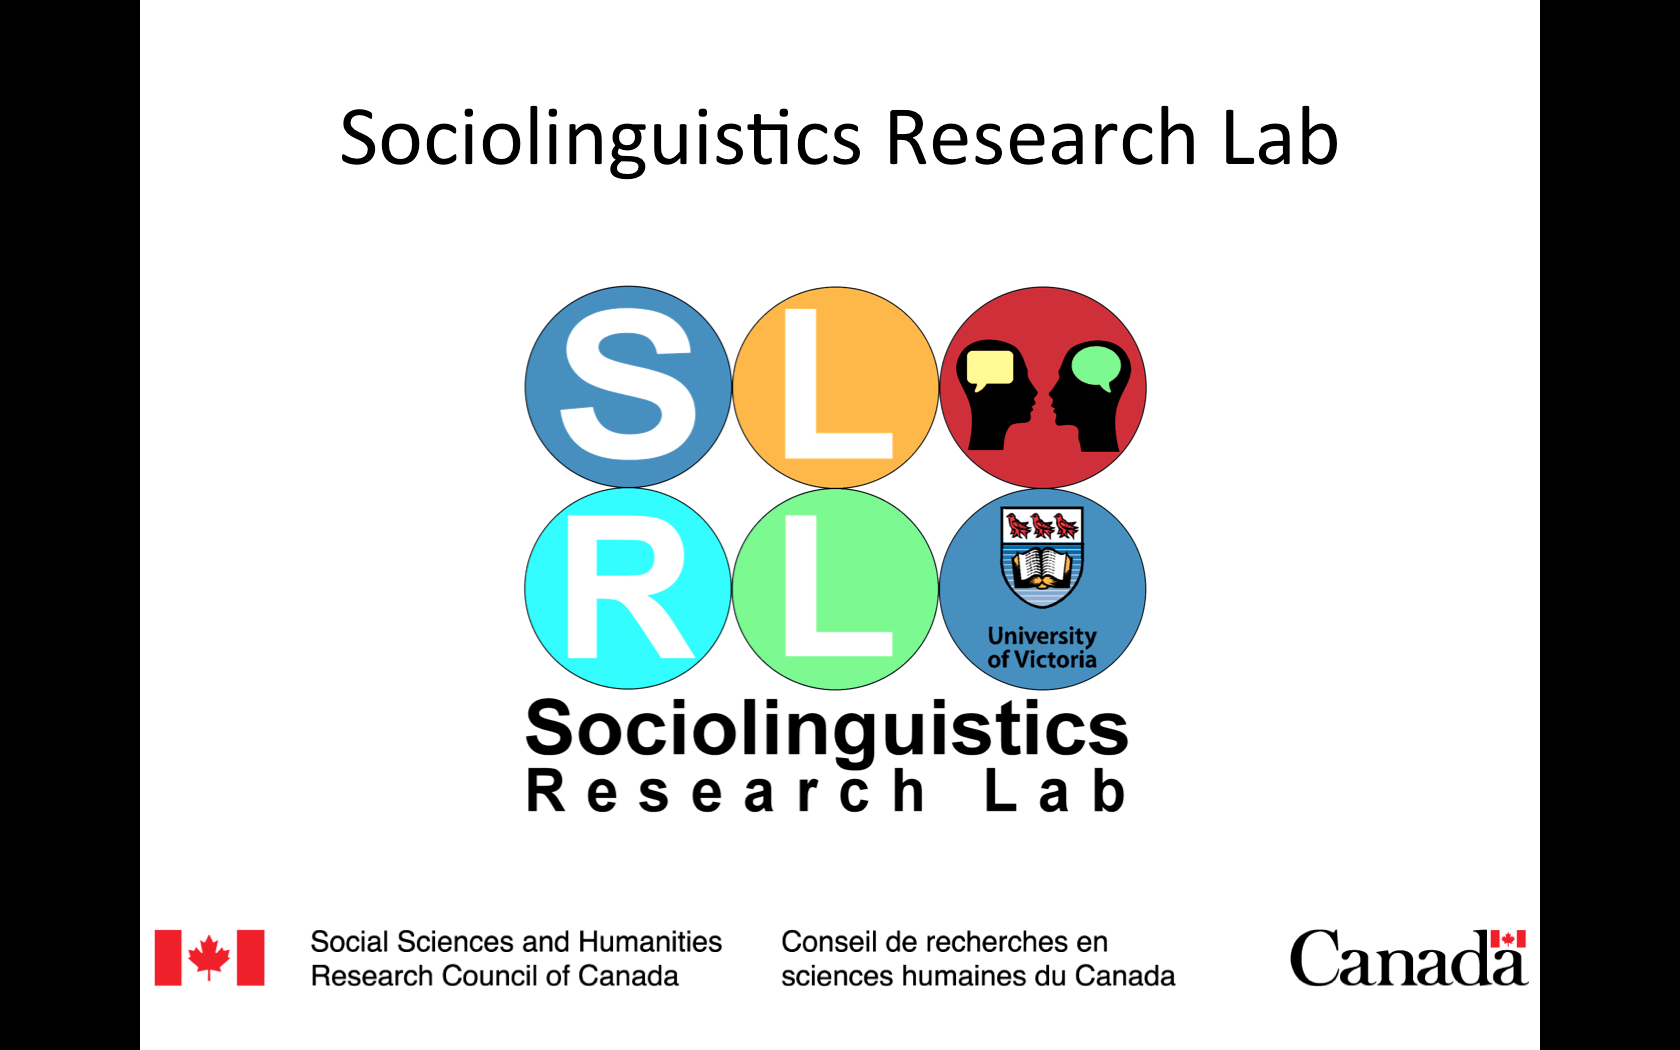 Sociolinguistics Research Lab
S L
R L
University
of Victoria
Sociolinguistics
Research Lab
Social Sciences and Humanities
Research Council of Canada
Conseil de recherches en
sciences humaines du Canada
Canada